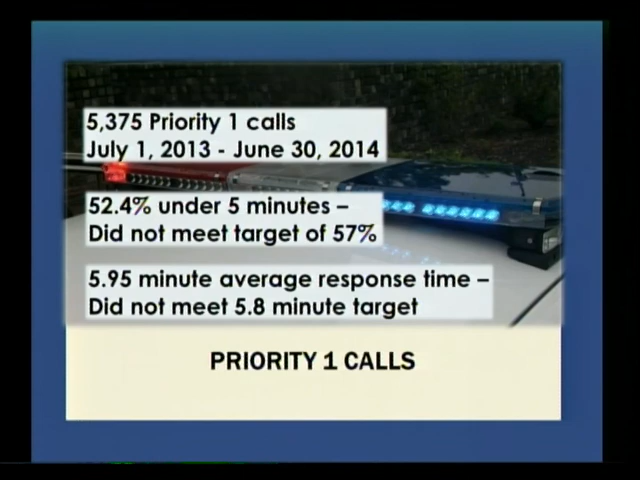 5,375 Priority 1 calls
July 1, 2013 - June 30, 2014
52.4% under 5 minutes –
Did not meet target of 57%
5.95 minute average response time –
Did not meet 5.8 minute target
PRIORITY 1 CALLS